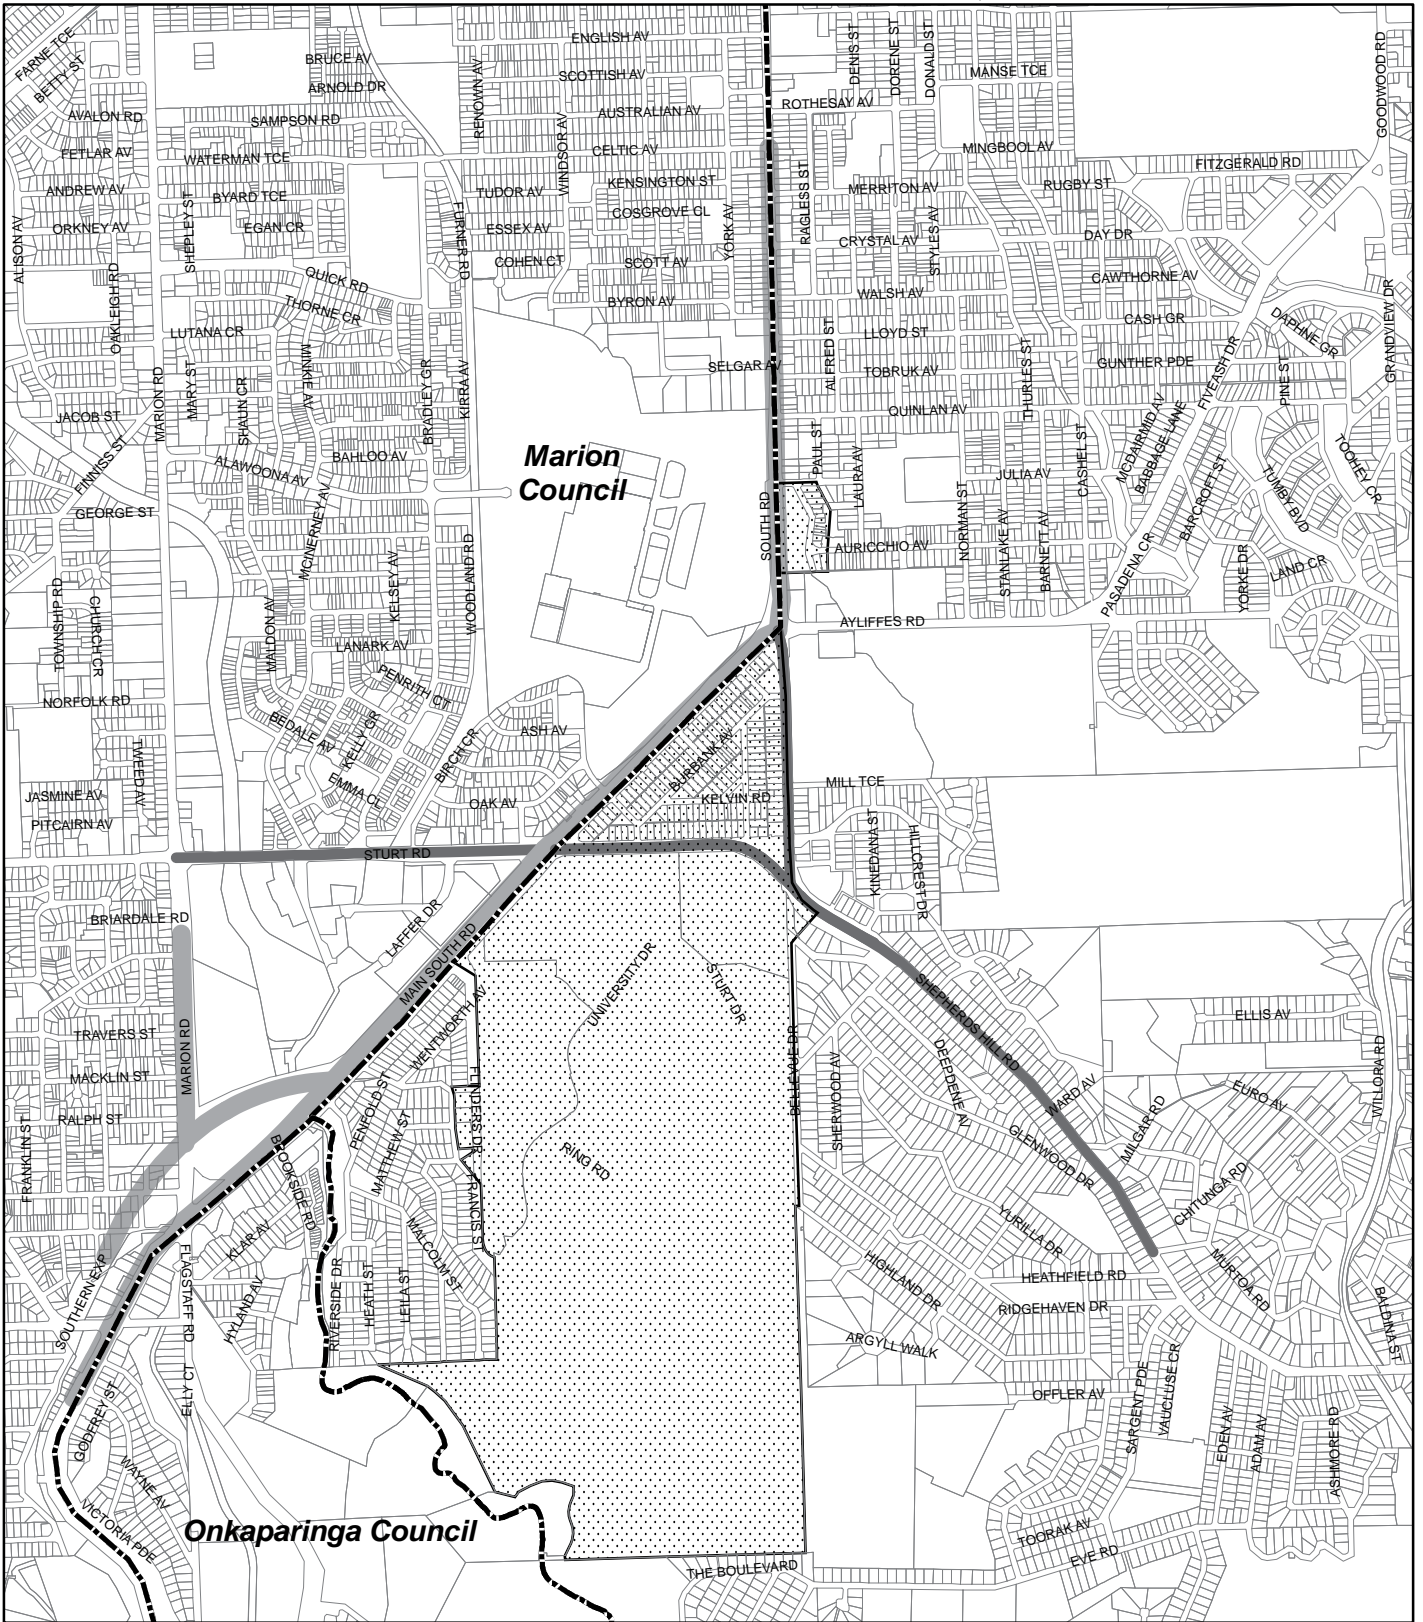 ENGLISH AV
FARNE TCE
BETTY ST
BRUCE AV
ARNOLD DR
RENOWN AV
SCOTTISH AV
DENIS ST
DORENE ST
DONALD ST
MANSE TCE
GOODWOOD RD
AVALON RD
SAMPSON RD
AUSTRALIAN AV
ROTHESAY AV
FETLAR AV
WATERMAN TCE
WINDSOR AV
CELTIC AV
MINGBOOL AV
FITZGERALD RD
ANDREW AV
BYARD TCE
TUDOR AV
KENSINGTON ST
MERRITON AV
RUGBY ST
ALISON AV
ORKNEY AV
SHEPLEY ST
EGAN CR
FURNER RD
ESSEX AV
COSGROVE CL
YORK AV
RAGLESS ST
CRYSTAL AV
STYLES AV
DAY DR
COHEN CT
SCOTT AV
OAKLEIGH RD
QUICK RD
THORNE CR
BYRON AV
WALSH AV
CAWTHORNE AV
LUTANA CR
LLOYD ST
CASH GR
DAPHNE GR
GRANDVIEW DR
MARION RD
MARY ST
SHAUN CR
MINKIE AV
BRADLEY GR
KIRRA AV
SELGAR AV
ALFRED ST
TOBRUK AV
THURLES ST
GUNTHER PDE
FIVEASH DR
PINE ST
JACOB ST
QUINLAN AV
FINNISS ST
ALAWOONA AV
BAHLOO AV
Marion
Council
PAUL ST
LAURA AV
JULIA AV
CASHEL ST
MCDAIRMID AV
BABBAGE LANE
BARCROFT ST
TUMBY BVD
TOOHEY CR
GEORGE ST
MCINERNEY AV
SOUTH RD
AURICCHIO AV
NORMAN ST
STANLAKE AV
BARNETT AV
PASADENA CR
YORKE DR
LAND CR
TOWNSHIP RD
CHURCH CR
MALDON AV
KELSEY AV
WOODLAND RD
LANARK AV
AYLIFFES RD
NORFOLK RD
PENRITH CT
BEDALE AV
KELLY GR
BIRCH CR
ASH AV
TWEED AV
BURBANK AV
JASMINE AV
EMMA CL
OAK AV
KELVIN RD
MILL TCE
PITCAIRN AV
STURT RD
KINEDANA ST
HILLCREST DR
BRIARDALE RD
LAFFER DR
MAIN SOUTH RD
UNIVERSITY DR
STURT DR
SHEPHERDS HILL RD
TRAVERS ST
MARION RD
WENTWORTH AV
ELLIS AV
MACKLIN ST
PENFOLD ST
FLINDERS DR
BELLEVUE DR
SHERWOOD AV
DEEPDENE AV
WARD AV
EURO AV
WILLORA RD
RALPH ST
FRANKLIN ST
BROOKSIDE RD
MATTHEW ST
RING RD
GLENWOOD DR
MILGAR RD
FRANCIS ST
CHITUNGA RD
KLAR AV
MALCOLM ST
YURILLA DR
SOUTHERN EXP
FLAGSTAFF RD
HYLAND AV
RIVERSIDE DR
HEATH ST
LEILA ST
HIGHLAND DR
HEATHFIELD RD
MURTOA RD
RIDGEHAVEN DR
BALDINA ST
ARGYLL WALK
GODFREY ST
ELLY CT
OFFLER AV
SARGENT PDE
VAUCLUSE CR
EDEN AV
ADAM AV
ASHMORE RD
WAYNE AV
VICTORIA PDE
Onkaparinga Council
TOORAK AV
EVE RD
THE BOULEVARD